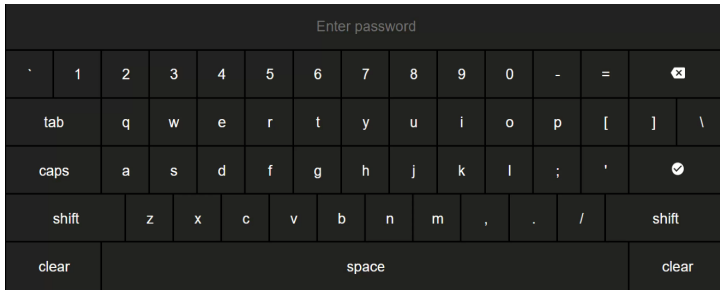 Enter password
` 1 2 3 4 5 6 7 8 9 0 - =
tab q w e r t y u i o p [ ] \
caps a s d f g h j k l ; '
shift z x c v b n m , . / shift
clear space clear